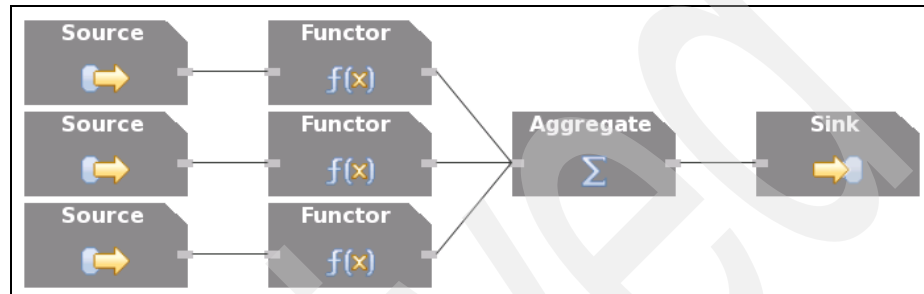 Source
Functor
Source
Functor
Aggregate
Sink
Source
Functor